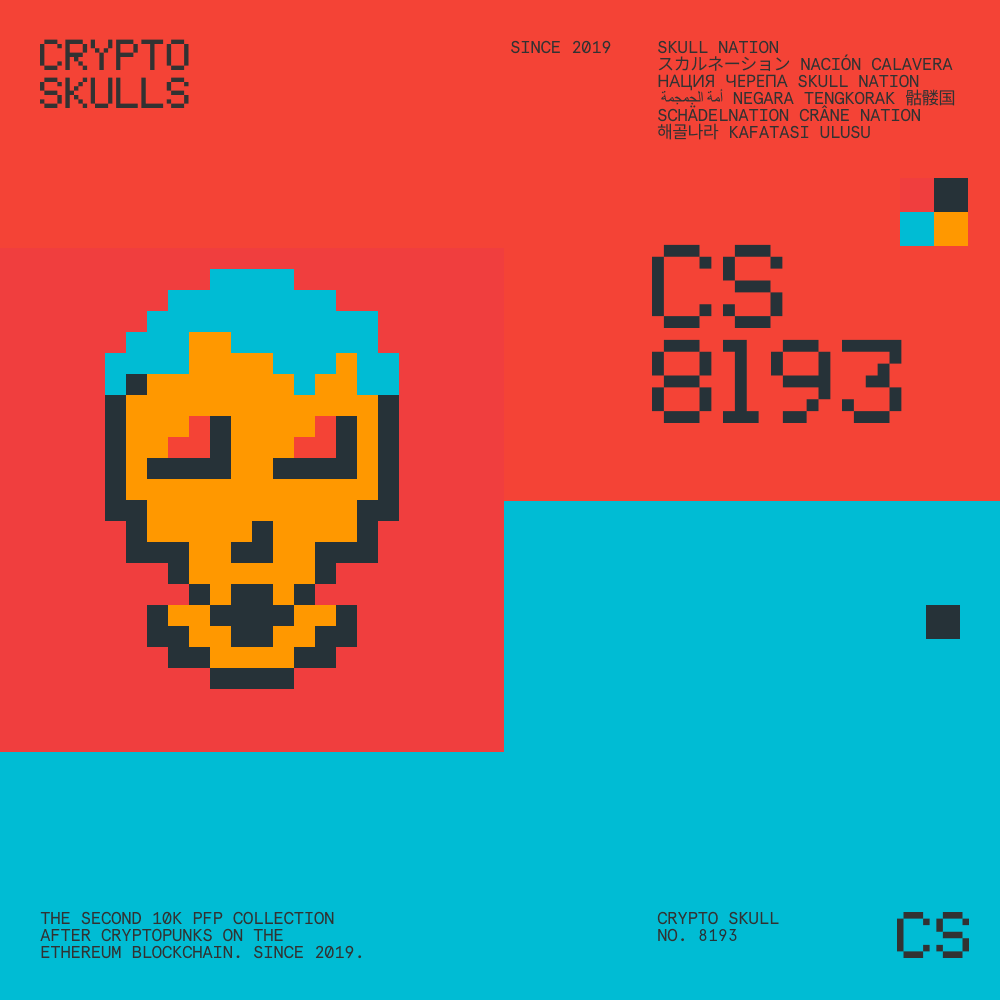 CRYPTO
SKULLS
SINCE 2019
SKULL NATION
スカルネーション NACIÓN CALAVERA
НАЦИЯ ЧЕРЕПА SKULL NATION
أمة الجمجمة NEGARA TENGKORAK 骷髅国
SCHÄDELNATION CRÂNE NATION
해골나라 KAFATASI ULUSU
CS
8193
THE SECOND 10K PFP COLLECTION
AFTER CRYPTOPUNKS ON THE
ETHEREUM BLOCKCHAIN. SINCE 2019.
CRYPTO SKULL
NO. 8193
CS